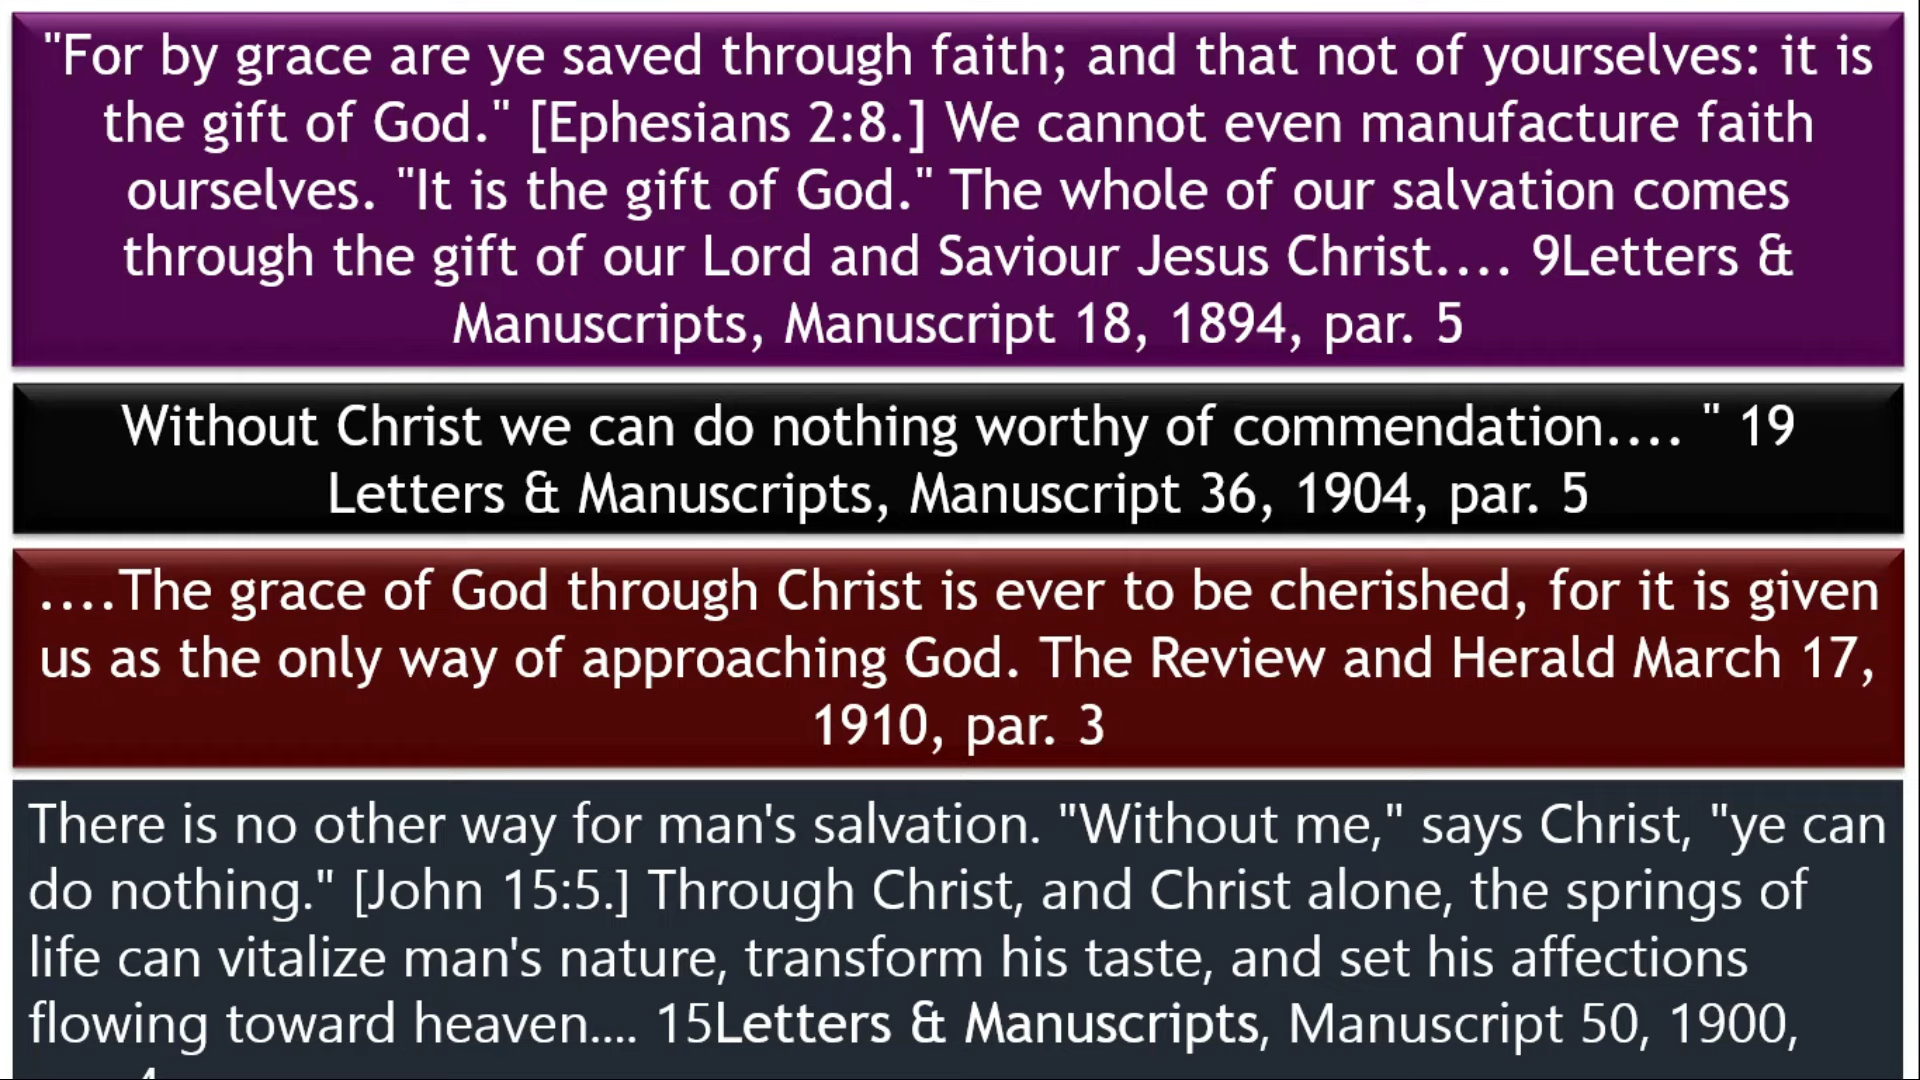 "For by grace are ye saved through faith; and that not of yourselves: it is
the gift of God." [Ephesians 2:8.] We cannot even manufacture faith
ourselves. "It is the gift of God." The whole of our salvation comes
through the gift of our Lord and Saviour Jesus Christ.... 9Letters &
Manuscripts, Manuscript 18, 1894, par. 5
Without Christ we can do nothing worthy of commendation.... " 19
Letters & Manuscripts, Manuscript 36, 1904, par. 5
....The grace of God through Christ is ever to be cherished, for it is given
us as the only way of approaching God. The Review and Herald March 17,
1910, par. 3
There is no other way for man's salvation. "Without me," says Christ, "ye can
do nothing." [John 15:5.] Through Christ, and Christ alone, the springs of
life can vitalize man's nature, transform his taste, and set his affections
flowing toward heaven.... 15Letters & Manuscripts, Manuscript 50, 1900,